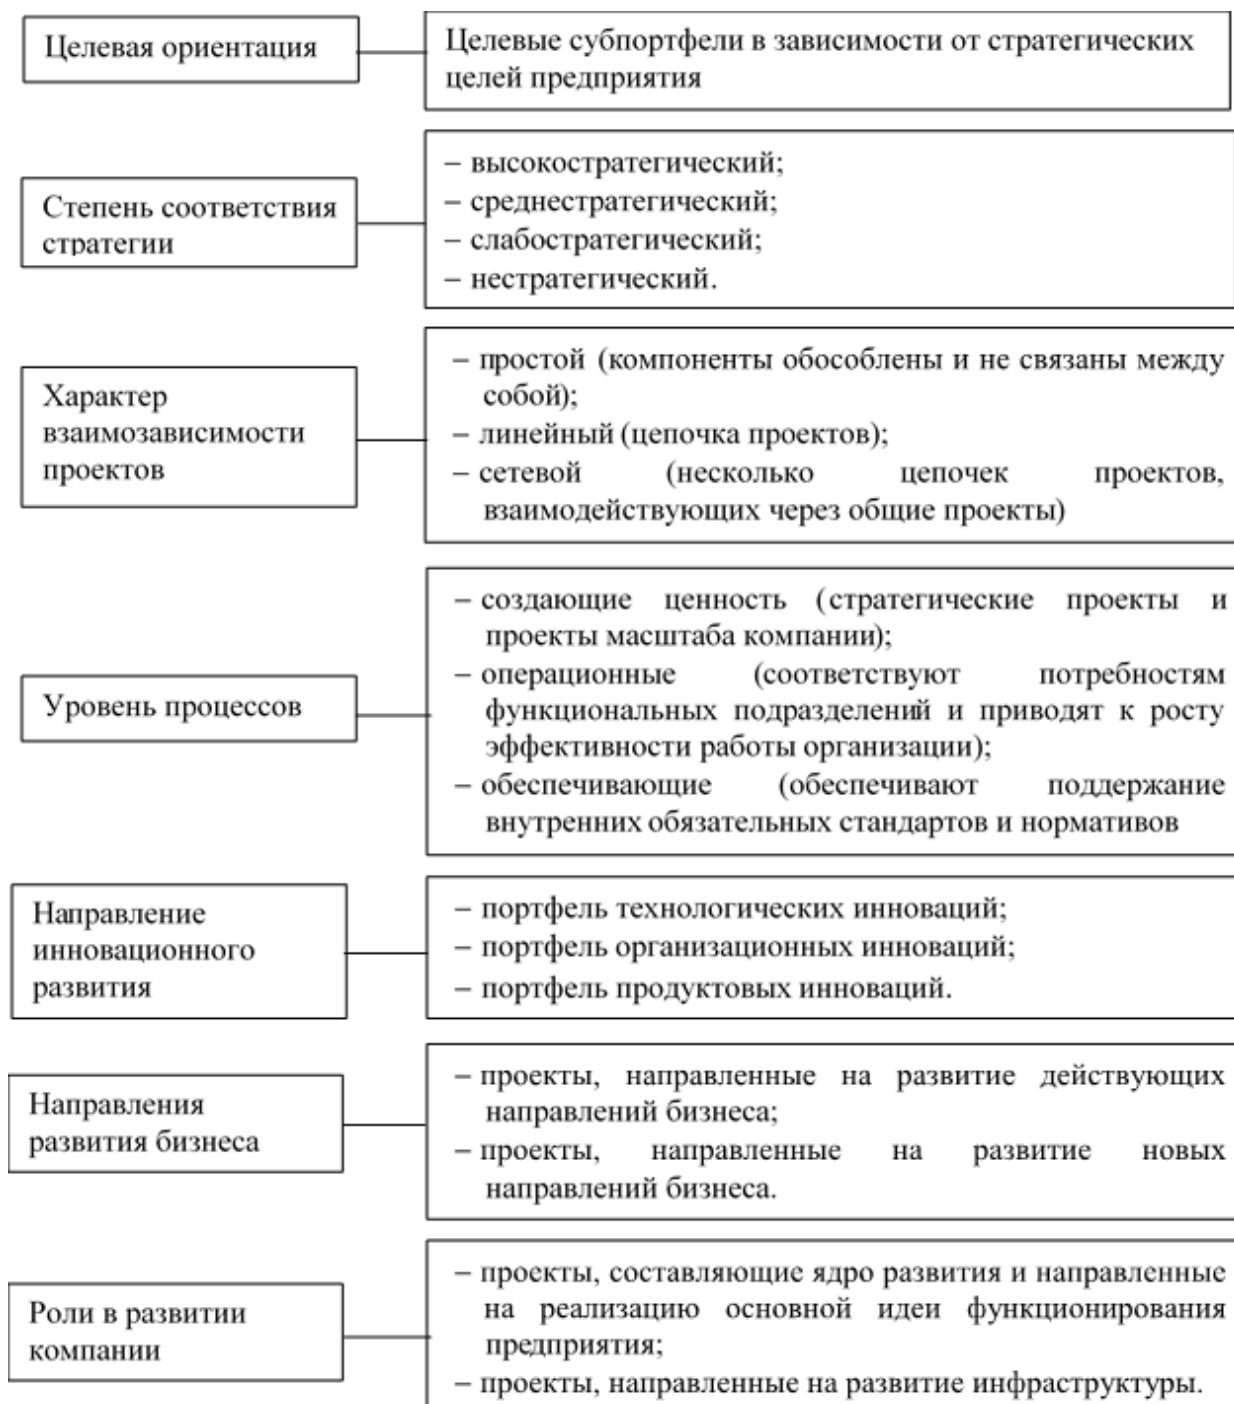 Целевая ориентация
Целевые субпортфели в зависимости от стратегических
целей предприятия
Степень соответствия
стратегии
– высокостратегический;
– среднестратегический;
– слабостратегический;
– нестратегический.
Характер
взаимозависимости
проектов
– простой (компоненты обособлены и не связаны между
собой);
– линейный (цепочка проектов);
– сетевой (несколько цепочек проектов,
взаимодействующих через общие проекты)
Уровень процессов
– создающие ценность (стратегические проекты и
проекты масштаба компании);
– операционные (соответствуют потребностям
функциональных подразделений и приводят к росту
эффективности работы организации);
– обеспечивающие (обеспечивают поддержание
внутренних обязательных стандартов и нормативов
Направление
инновационного
развития
– портфель технологических инноваций;
– портфель организационных инноваций;
– портфель продуктовых инноваций.
Направления
развития бизнеса
– проекты, направленные на развитие действующих
направлений бизнеса;
– проекты, направленные на развитие новых
направлений бизнеса.
Роли в развитии
компании
– проекты, составляющие ядро развития и направленные
на реализацию основной идеи функционирования
предприятия;
– проекты, направленные на развитие инфраструктуры.